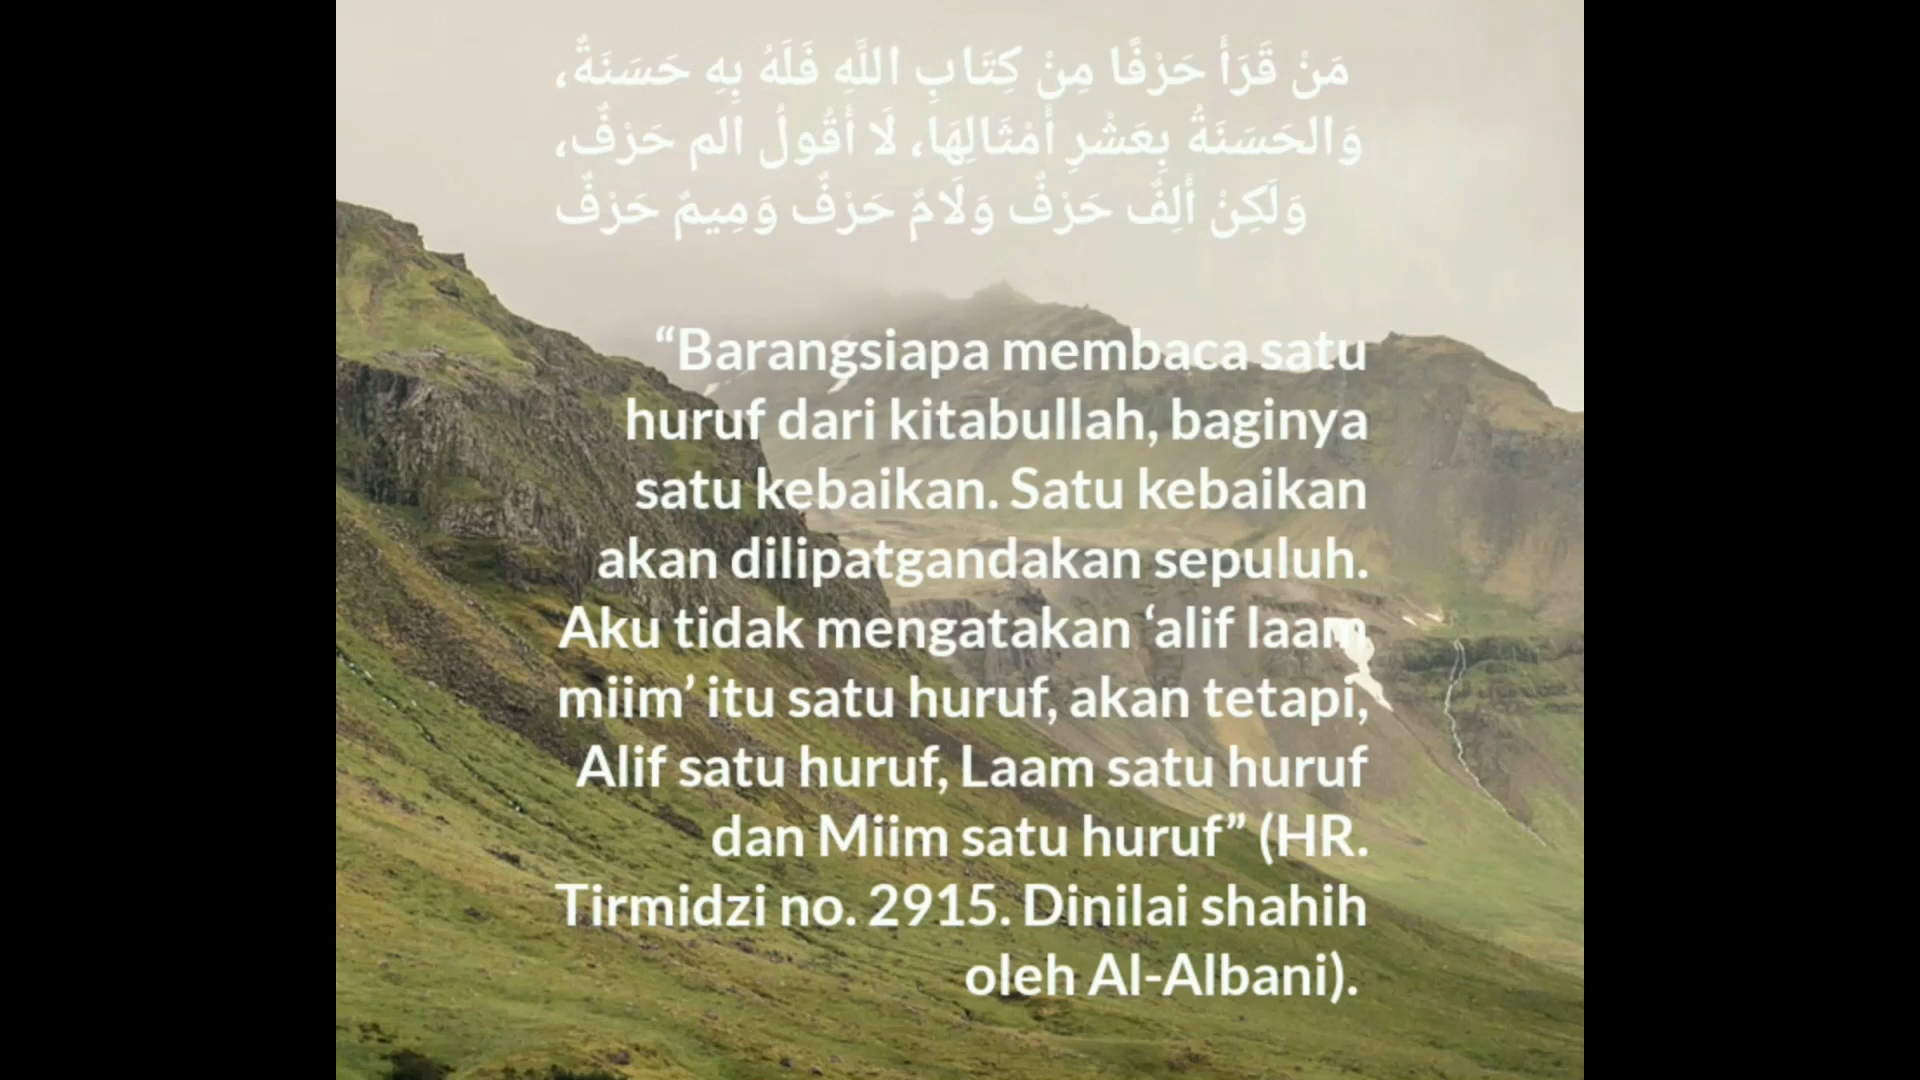 مَنْ قَرَأَ حَرْفًا مِنْ كِتَابِ اللَّهِ فَلَهُ بِهِ حَسَنَةٌ،
وَالحَسَنَةُ بِعَشْرِ أَمْثَالِهَا، لَا أَقُولُ الم حَرْفٌ،
وَلَكِنْ أَلِفٌ حَرْفٌ وَلَامٌ حَرْفٌ وَمِيمٌ حَرْفٌ
“Barangsiapa membaca satu
huruf dari kitabullah, baginya
satu kebaikan. Satu kebaikan
akan dilipatgandakan sepuluh.
Aku tidak mengatakan ‘alif laam
miim’ itu satu huruf, akan tetapi,
Alif satu huruf, Laam satu huruf
dan Miim satu huruf” (HR.
Tirmidzi no. 2915. Dinilai shahih
oleh Al-Albani).